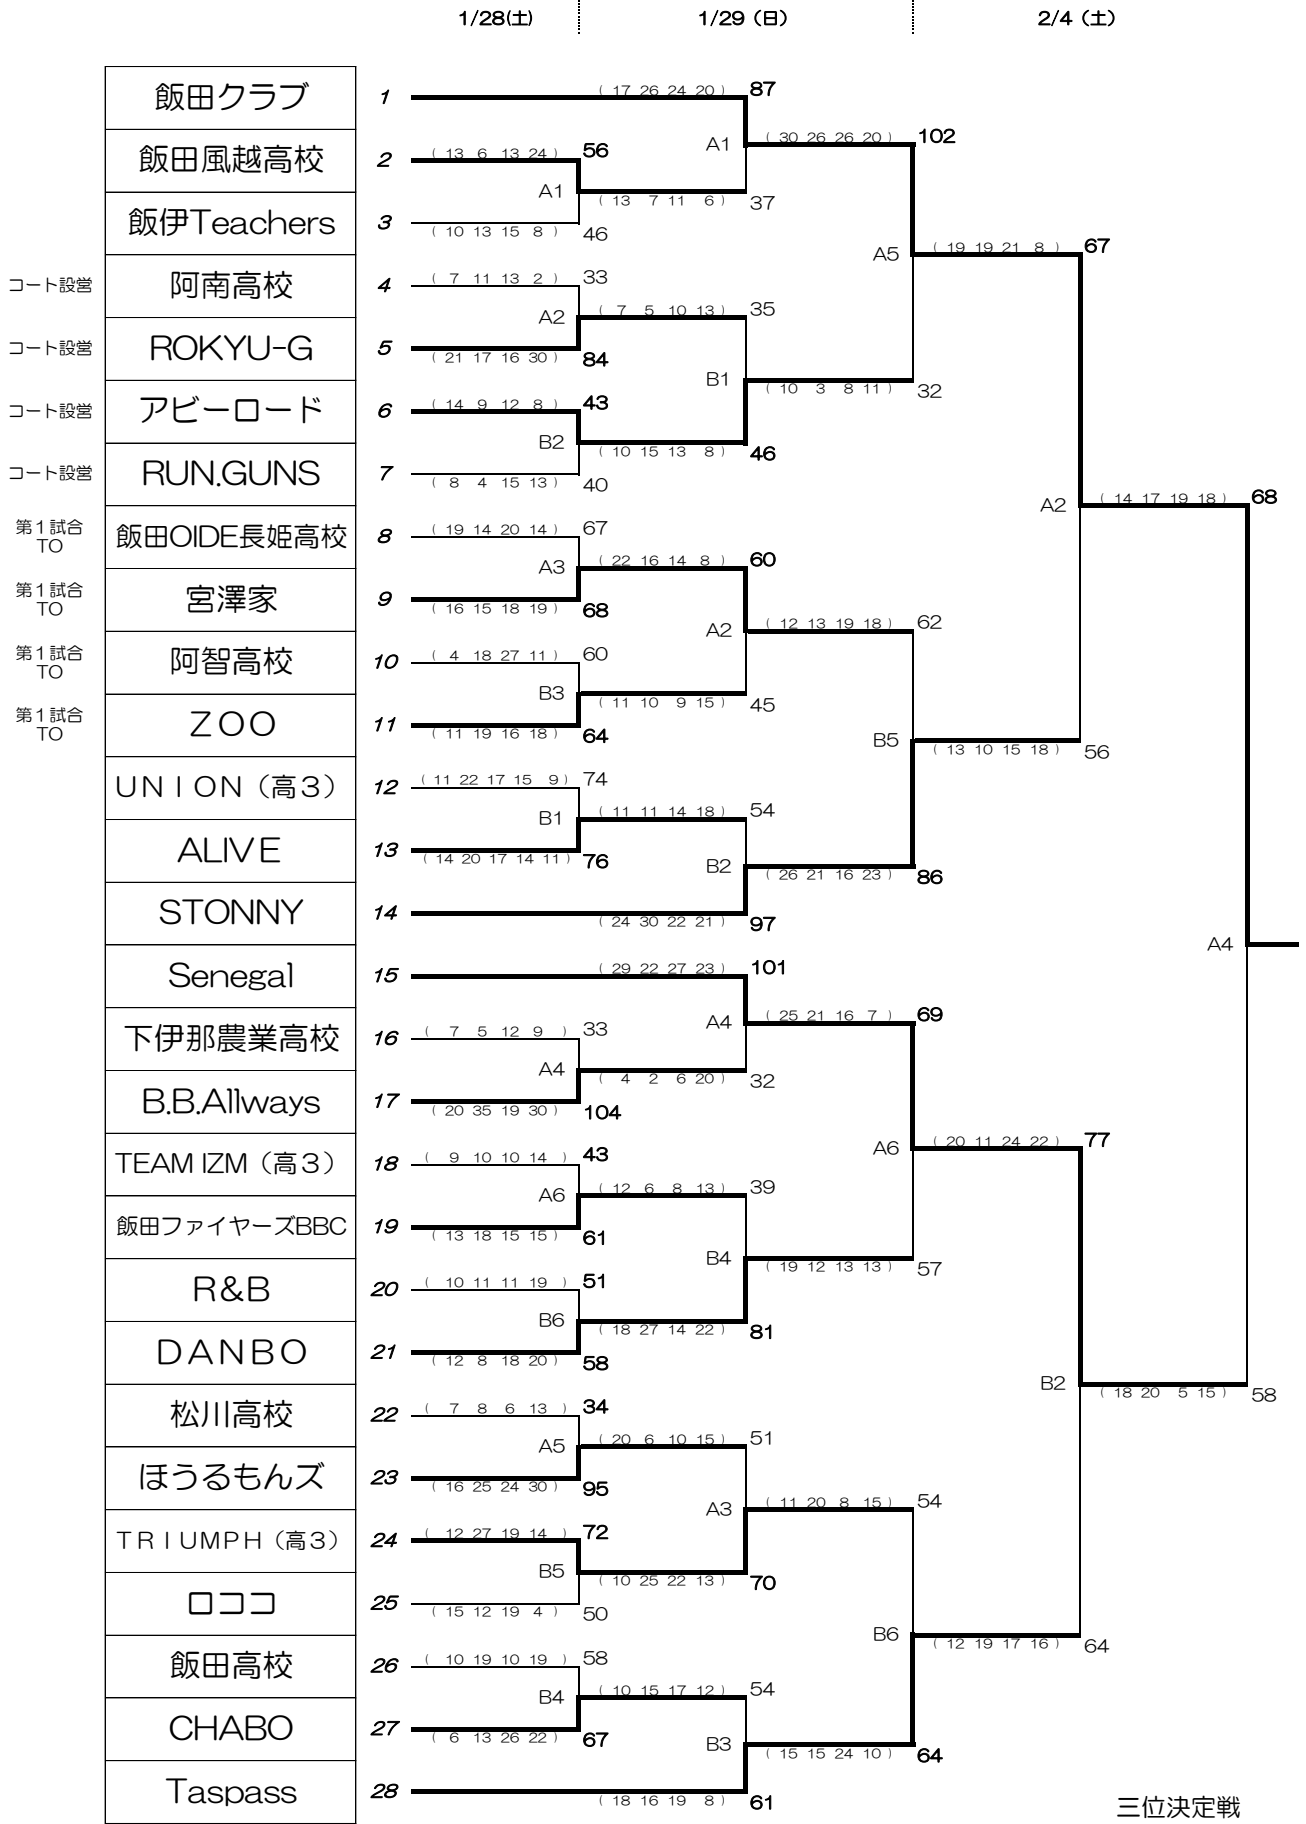 1/28(土) 1/29（日） 2/4（土）
飯田クラブ 1 ( 17 26 24 20 ) 87
A1 ( 30 26 26 20 ) 102
飯田風越高校 2 ( 13 6 13 24 ) 56
A1 ( 13 7 11 6 ) 37
飯伊Teachers 3 ( 10 13 15 8 ) 46
A5 ( 19 19 21 8 ) 67
コート設営 阿南高校 4 ( 7 11 13 2 ) 33
A2 ( 7 5 10 13 ) 35
コート設営 ROKYU-G 5 ( 21 17 16 30 ) 84
B1 ( 10 3 8 11 ) 32
コート設営 アビーロード 6 ( 14 9 12 8 ) 43
B2 ( 10 15 13 8 ) 46
コート設営 RUN.GUNS 7 ( 8 4 15 13 ) 40
A2 ( 14 17 19 18 ) 68
第1試合
TO
飯田OIDE長姫高校 8 ( 19 14 20 14 ) 67
A3 ( 22 16 14 8 ) 60
第1試合
TO
宮澤家 9 ( 16 15 18 19 ) 68
A2 ( 12 13 19 18 ) 62
第1試合
TO
阿智高校 10 ( 4 18 27 11 ) 60
B3 ( 11 10 9 15 ) 45
第1試合
TO
ZOO 11 ( 11 19 16 18 ) 64
B5 ( 13 10 15 18 ) 56
UNION（高3） 12 ( 11 22 17 15 9 ) 74
B1 ( 11 11 14 18 ) 54
ALIVE 13 ( 14 20 17 14 11 ) 76
B2 ( 26 21 16 23 ) 86
STONNY 14 ( 24 30 22 21 ) 97
A4
Senegal 15 ( 29 22 27 23 ) 101
A4 ( 25 21 16 7 ) 69
下伊那農業高校 16 ( 7 5 12 9 ) 33
A4 ( 4 2 6 20 ) 32
B.B.Allways 17 ( 20 35 19 30 ) 104
A6 ( 20 11 24 22 ) 77
TEAM IZM（高3） 18 ( 9 10 10 14 ) 43
A6 ( 12 6 8 13 ) 39
飯田ファイヤーズBBC 19 ( 13 18 15 15 ) 61
B4 ( 19 12 13 13 ) 57
R&B 20 ( 10 11 11 19 ) 51
B6 ( 18 27 14 22 ) 81
DANBO 21 ( 12 8 18 20 ) 58
B2 ( 18 20 5 15 ) 58
松川高校 22 ( 7 8 6 13 ) 34
A5 ( 20 6 10 15 ) 51
ほうるもんズ 23 ( 16 25 24 30 ) 95
A3 ( 11 20 8 15 ) 54
TRIUMPH（高3） 24 ( 12 27 19 14 ) 72
B5 ( 10 25 22 13 ) 70
ロココ 25 ( 15 12 19 4 ) 50
B6 ( 12 19 17 16 ) 64
飯田高校 26 ( 10 19 10 19 ) 58
B4 ( 10 15 17 12 ) 54
CHABO 27 ( 6 13 26 22 ) 67
B3 ( 15 15 24 10 ) 64
Taspass 28 ( 18 16 19 8 ) 61
三位決定戦